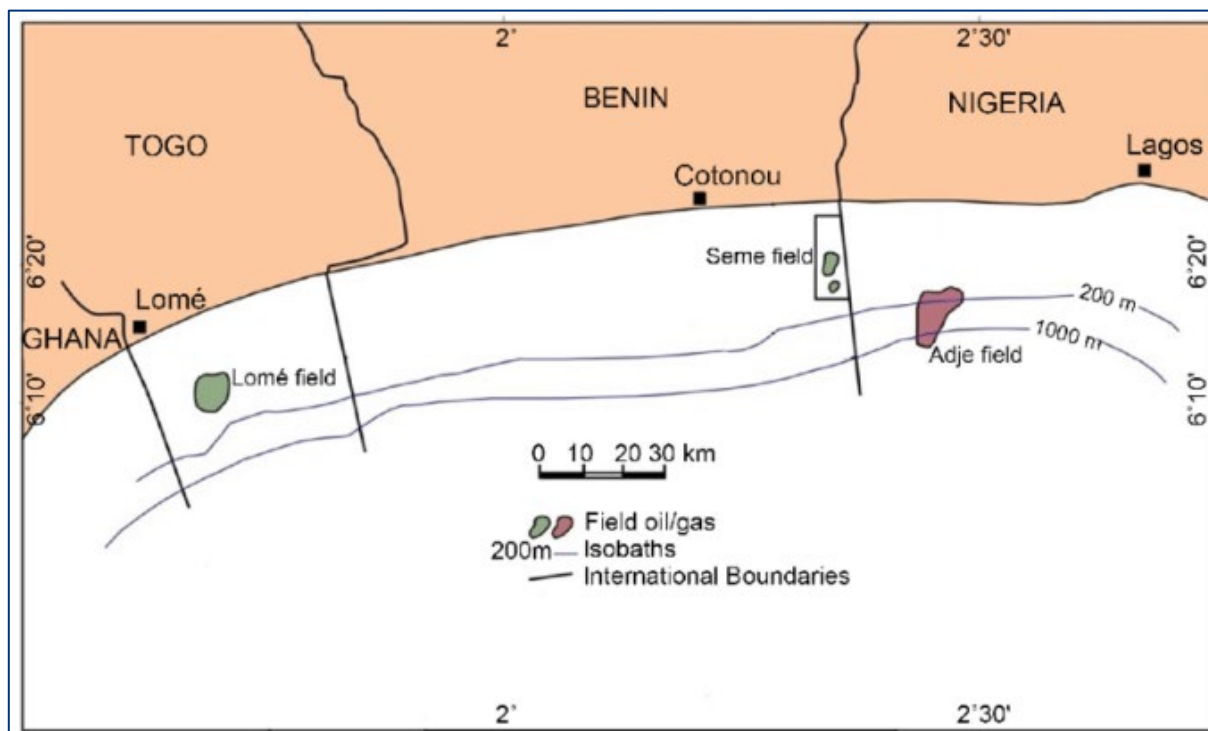 2° 2°30'
BENIN
NIGERIA
TOGO
Lagos
Cotonou
6°20'
Seme field
6°20'
Lomé
200 m
GHANA
1000 m
Adje field
Lomé field
6°10'
6°10'
0 10 20 30 km
Field oil/gas
200m Isobaths
International Boundaries
2° 2°30'